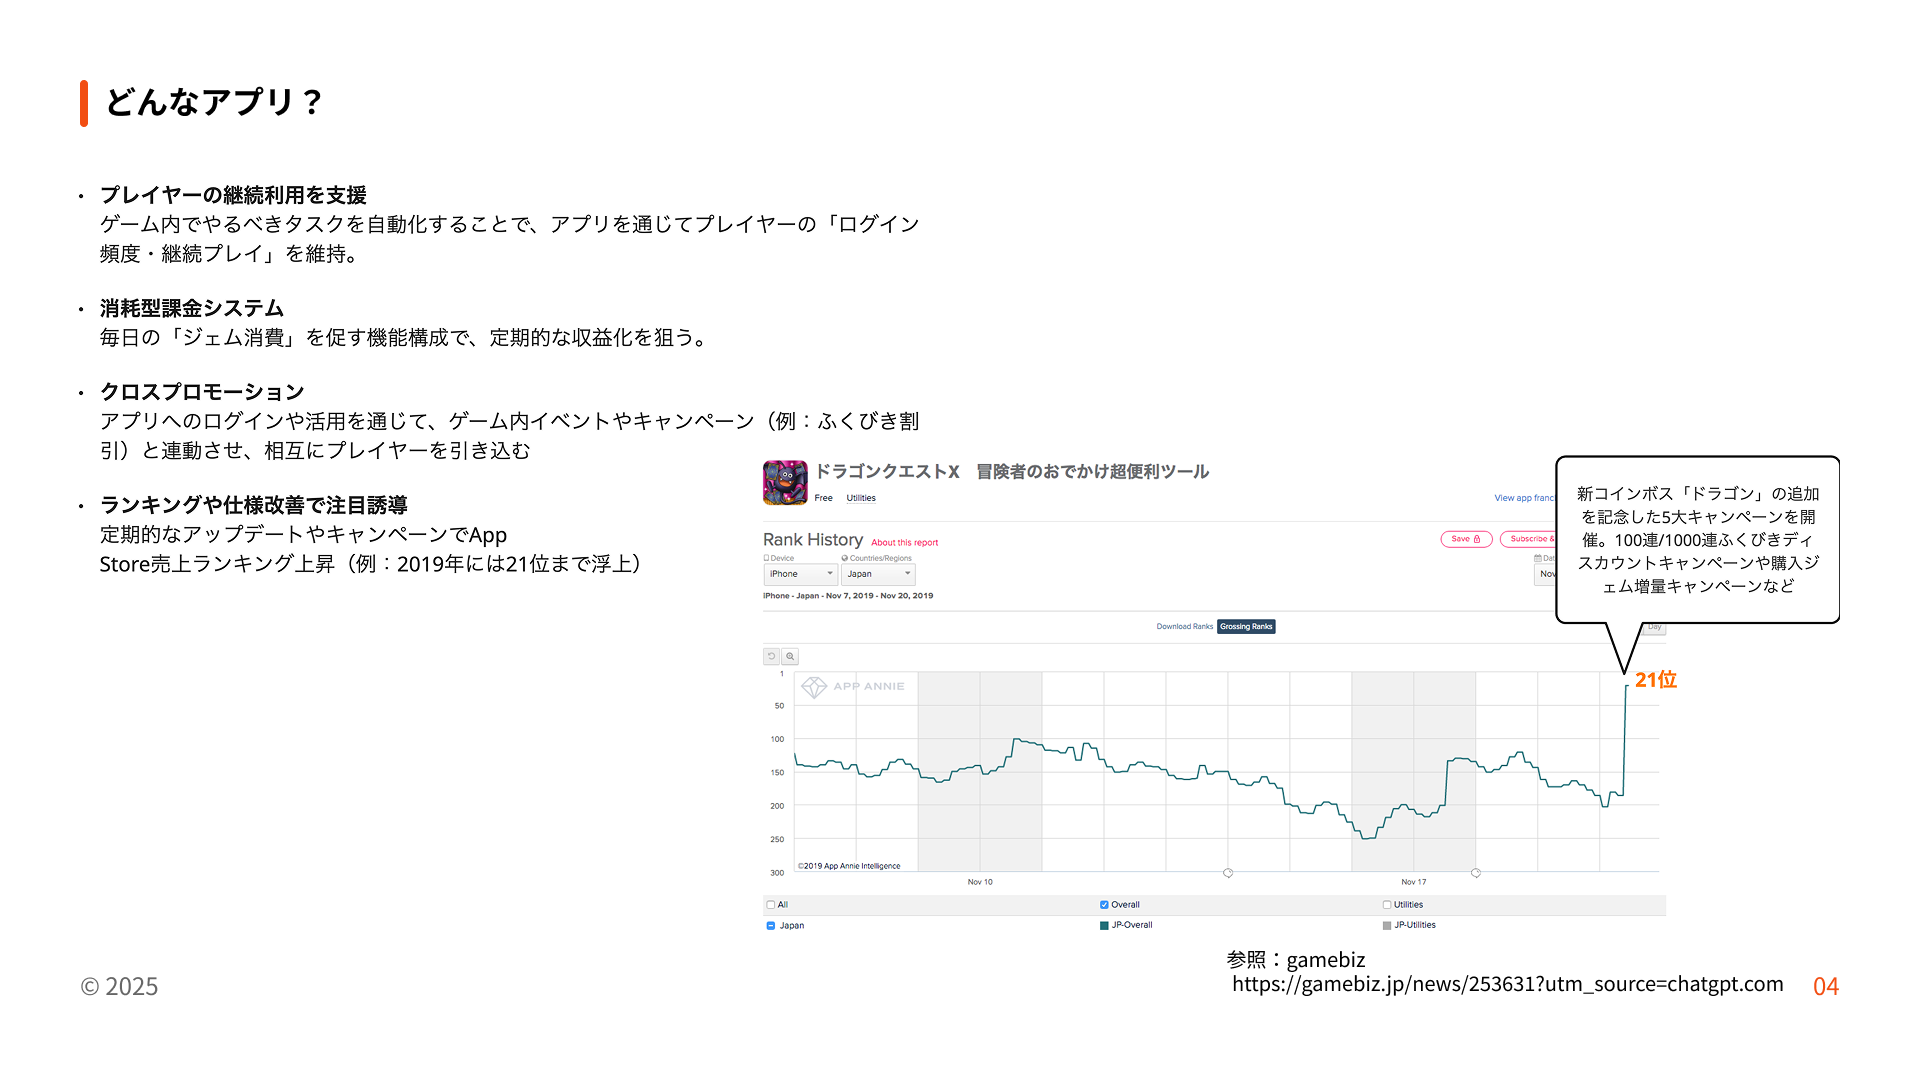 どんなアプリ？
• プレイヤーの継続利用を支援
ゲーム内でやるべきタスクを自動化することで、アプリを通じてプレイヤーの「ログイン
頻度・継続プレイ」を維持。
• 消耗型課金システム
毎日の「ジェム消費」を促す機能構成で、定期的な収益化を狙う。
• クロスプロモーション
アプリへのログインや活用を通じて、ゲーム内イベントやキャンペーン（例：ふくびき割
引）と連動させ、相互にプレイヤーを引き込む
• ランキングや仕様改善で注目誘導
定期的なアップデートやキャンペーンでApp
Store売上ランキング上昇（例：2019年には21位まで浮上）
ドラゴンクエストX 冒険者のおでかけ超便利ツール
Free Utilities
View app franc
新コインボス「ドラゴン」の追加
を記念した5大キャンペーンを開
催。100連/1000連ふくびきディ
スカウントキャンペーンや購入ジ
ェム増量キャンペーンなど
Rank History About this report
Save Subscribe &
Device Countries/Regions Dat
iPhone Japan Nov
iPhone - Japan - Nov 7, 2019 - Nov 20, 2019
Download Ranks Grossing Ranks
Day
21位
APP ANNIE
1
50
100
150
200
250
300
©2019 App Annie Intelligence
Nov 10 Nov 17
All Overall Utilities
Japan JP-Overall JP-Utilities
参照：gamebiz
https://gamebiz.jp/news/253631?utm_source=chatgpt.com
© 2025
04